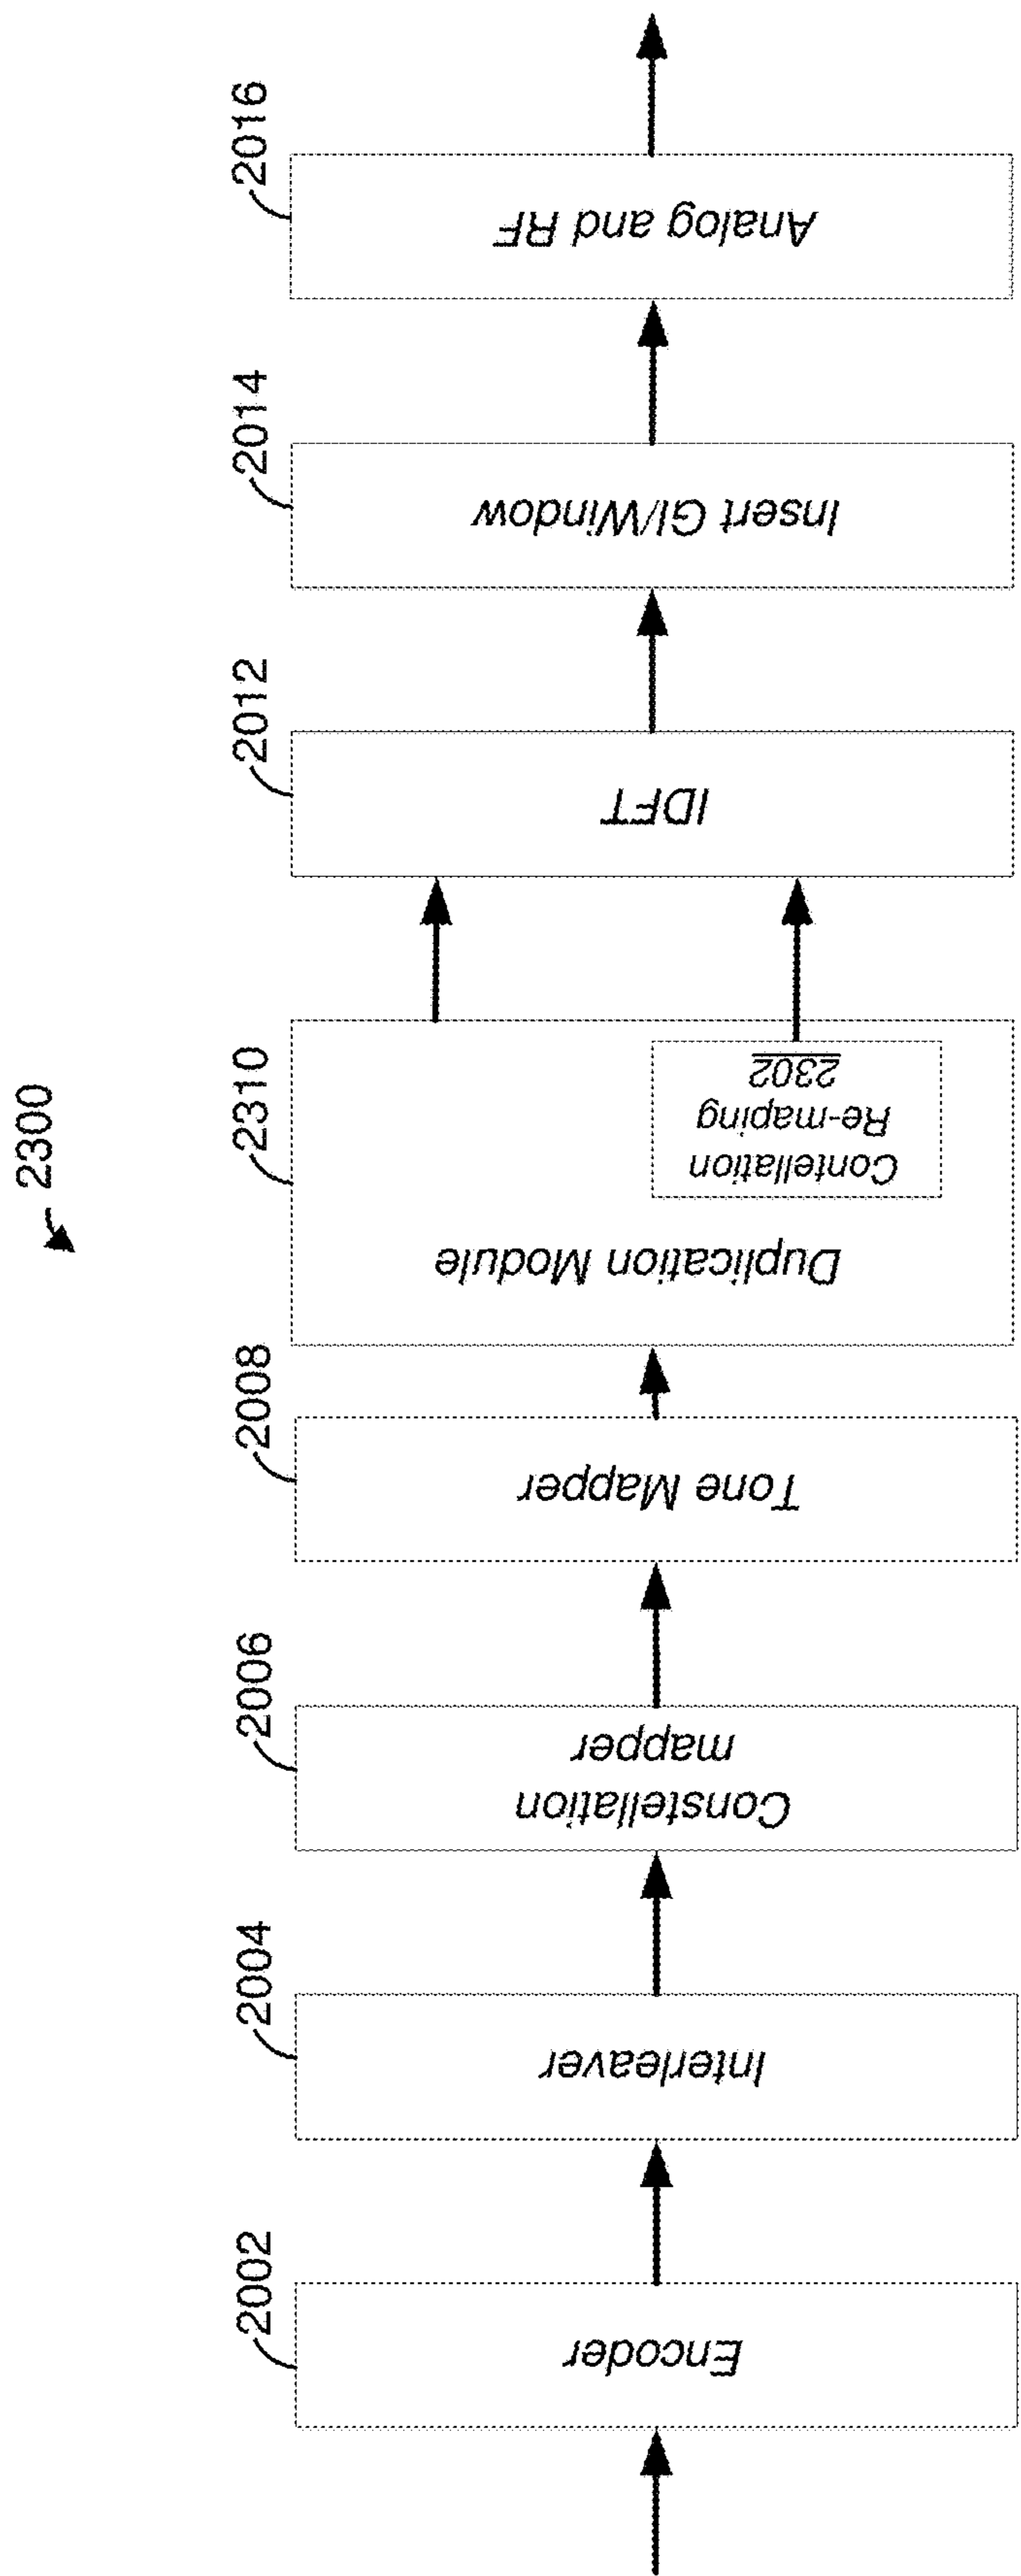 2300
2002
Encoder
2004
Interleaver
2006
Constellation
mapper
2008
Tone Mapper
2310
Duplication Module
Contellation
Re-maping
2302
2012
IDFT
2014
Insert GI/Window
2016
Analog and RF